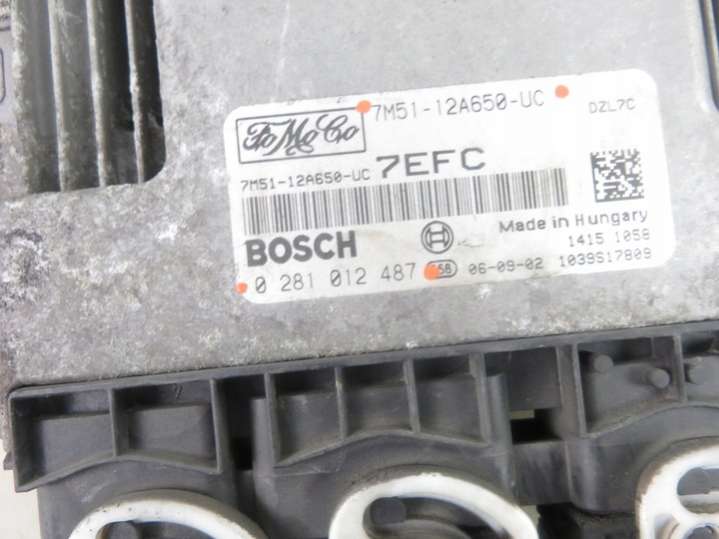 FoMoCo
7M51-12A650-UC
DZL7C
7M51-12A650-UC 7EFC
BOSCH
Made in Hungary
1415 1058
0 281 012 487
06-09-02 1039S17809